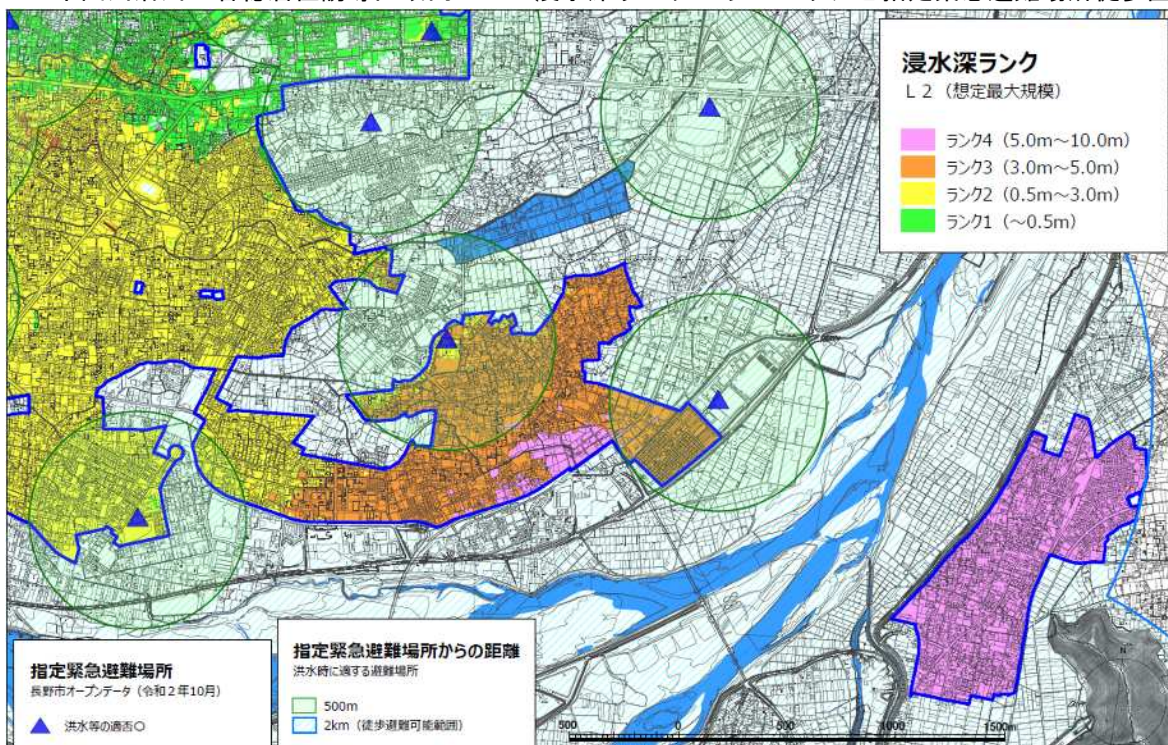 浸水深ランク
L2（想定最大規模）
ランク4（5.0m～10.0m）
ランク3（3.0m～5.0m）
ランク2（0.5m～3.0m）
ランク1（～0.5m）
指定緊急避難場所
長野市オープンデータ（令和2年10月）
洪水等の適否〇
指定緊急避難場所からの距離
洪水時に適する避難場所
500m
2km（徒歩避難可能範囲）
500 0 500 1000 1500m
N